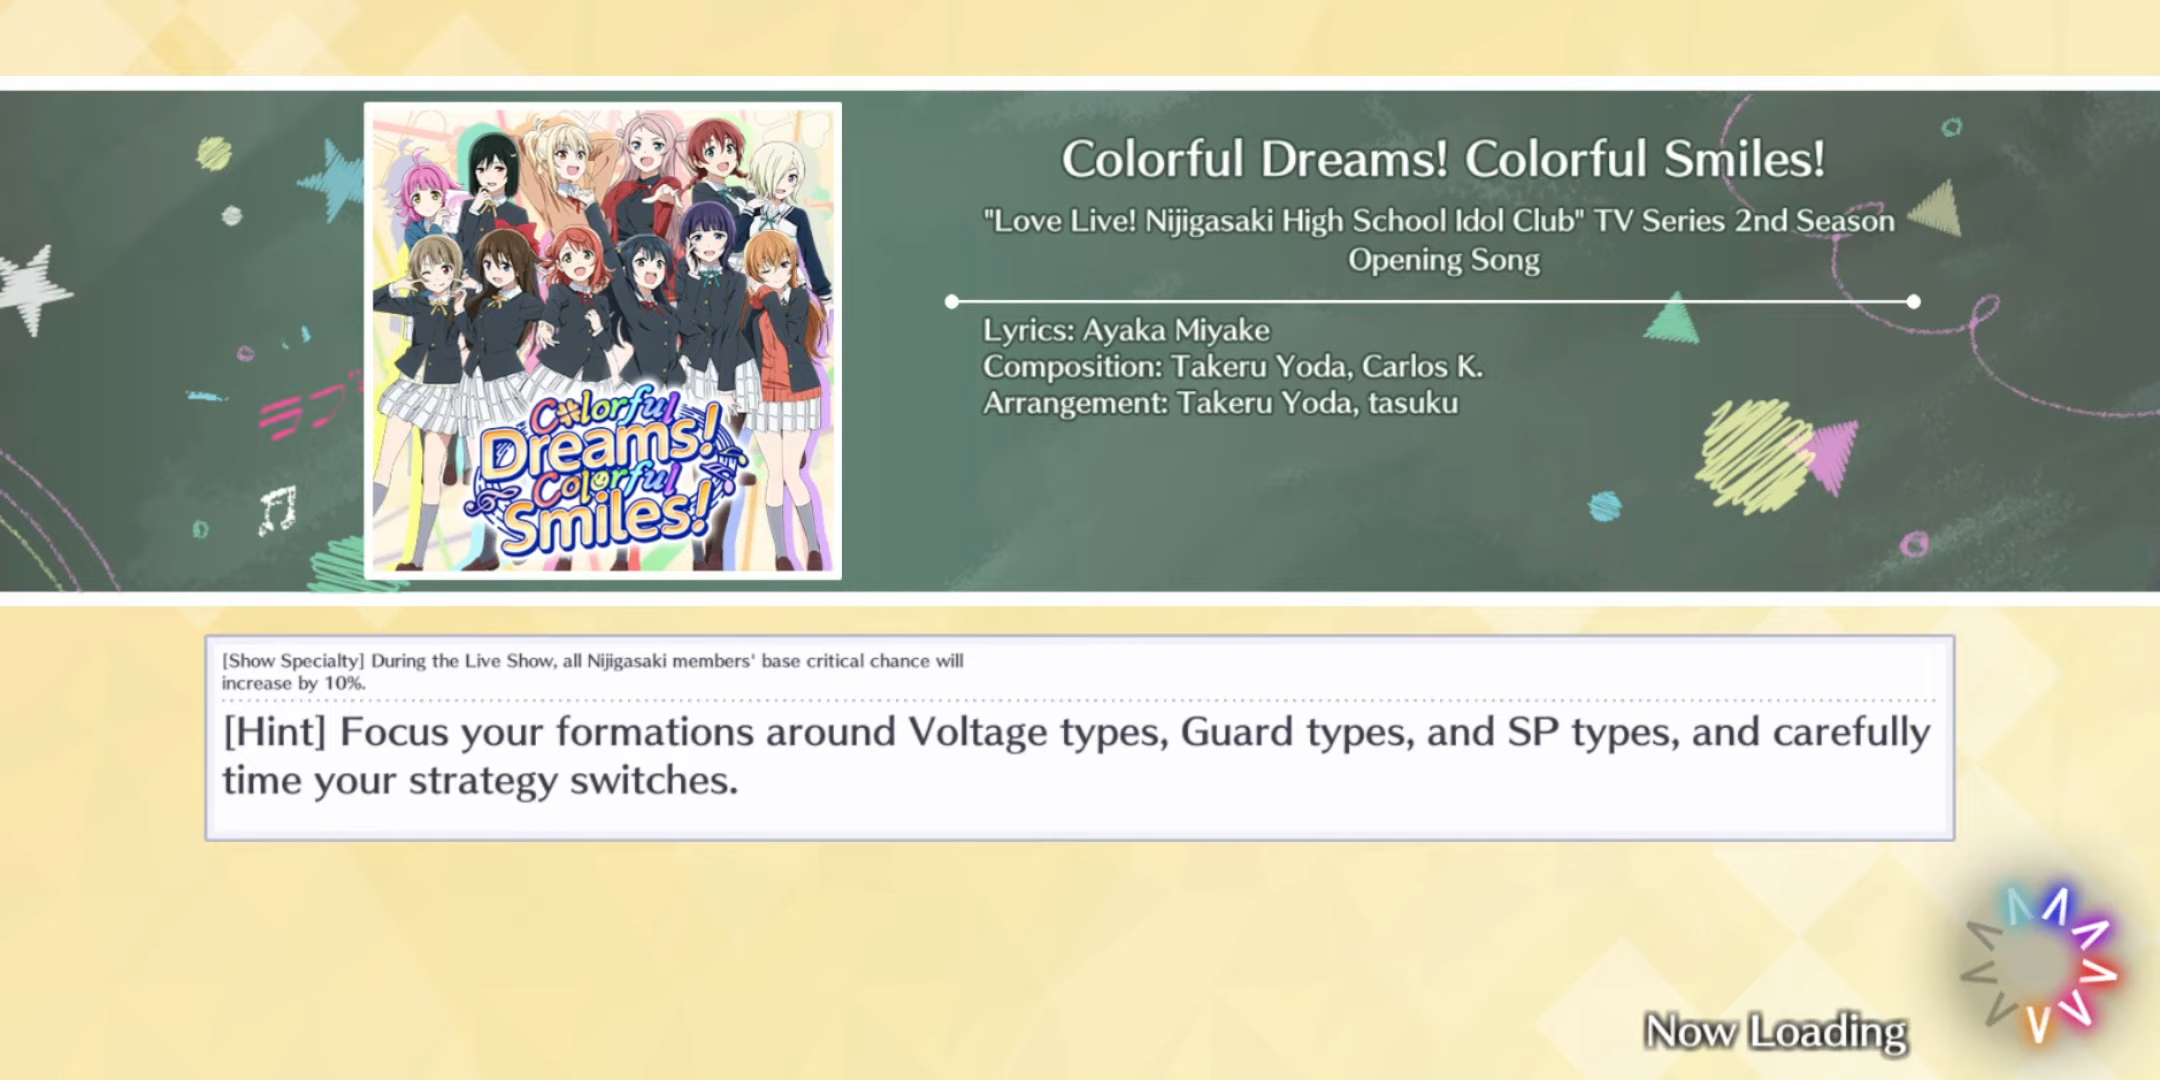 Colorful
Dreams!
Colorful
Smiles!
Colorful Dreams! Colorful Smiles!
"Love Live! Nijigasaki High School Idol Club" TV Series 2nd Season
Opening Song
Lyrics: Ayaka Miyake
Composition: Takeru Yoda, Carlos K.
Arrangement: Takeru Yoda, tasuku
[Show Specialty] During the Live Show, all Nijigasaki members' base critical chance will
increase by 10%.
[Hint] Focus your formations around Voltage types, Guard types, and SP types, and carefully
time your strategy switches.
Now Loading